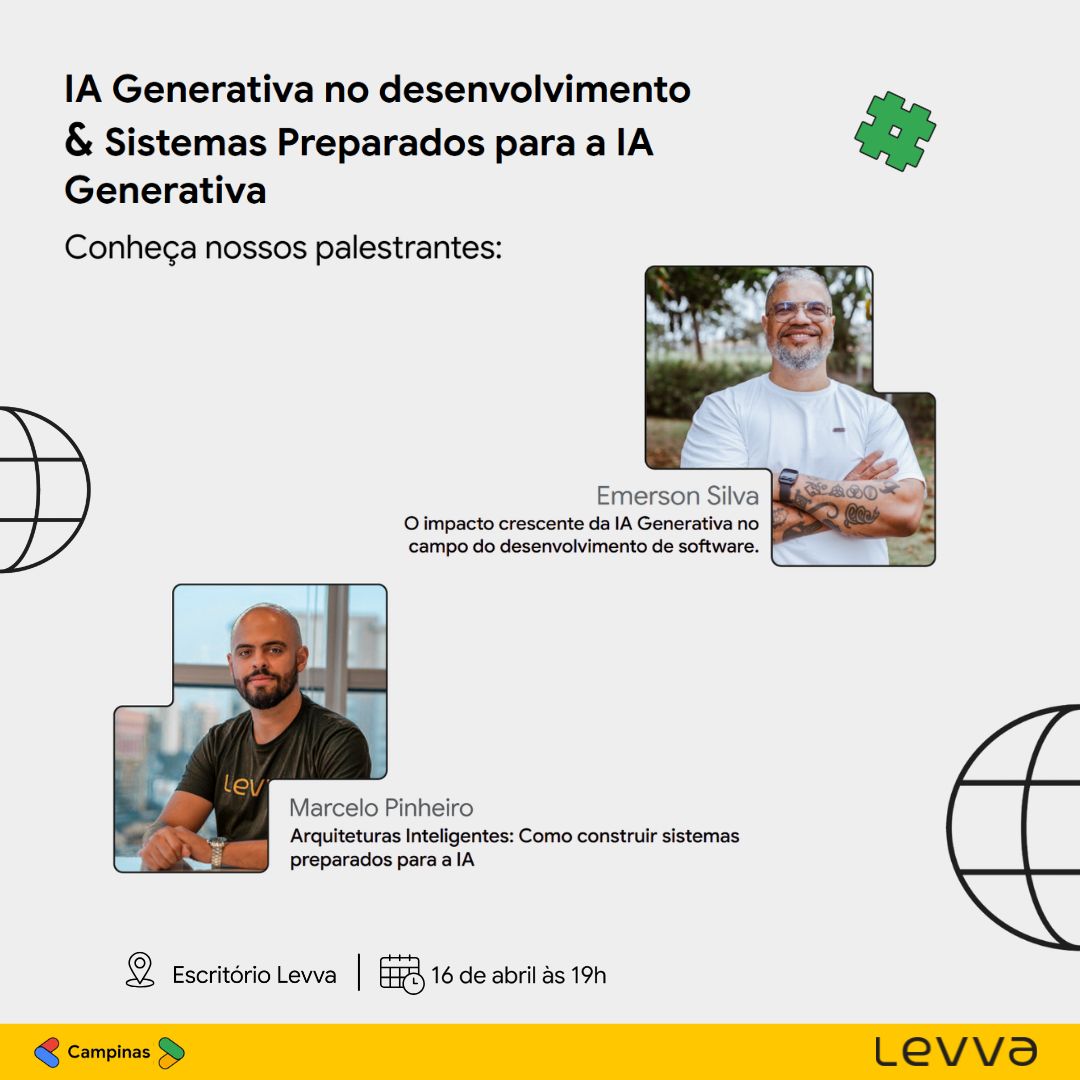 IA Generativa no desenvolvimento
& Sistemas Preparados para a IA
Generativa
Conheça nossos palestrantes:
Emerson Silva
O impacto crescente da IA Generativa no
campo do desenvolvimento de software.
Lev
Marcelo Pinheiro
Arquiteturas Inteligentes: Como construir sistemas
preparados para a IA
Escritório Levva | 16 de abril às 19h
Campinas
Levva